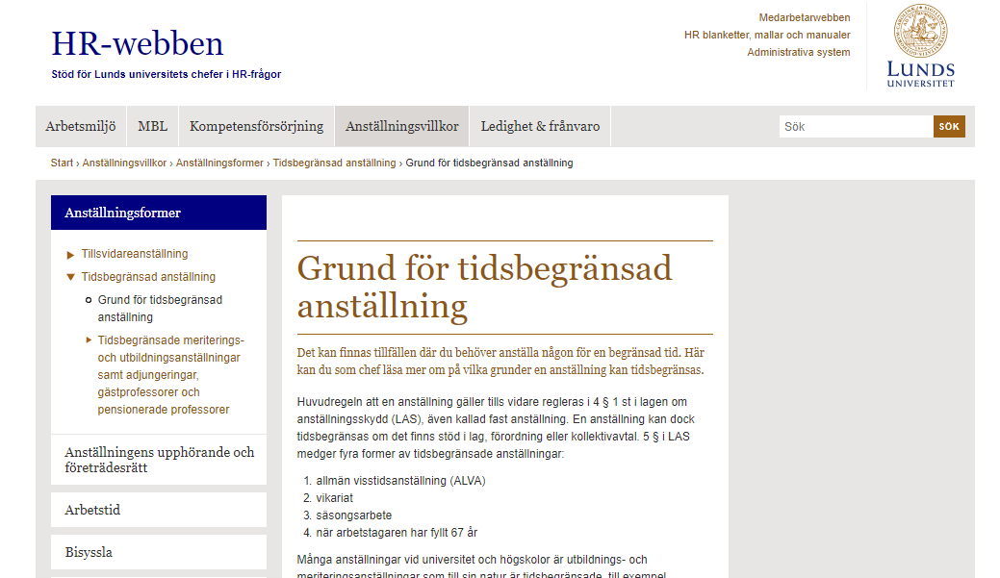 Medarbetarwebben
HR blanketter, mallar och manualer
Administrativa system
LUNDS
UNIVERSITET
HR-webben
Stöd för Lunds universitets chefer i HR-frågor
Arbetsmiljö MBL Kompetensförsörjning Anställningsvillkor Ledighet & frånvaro Sök SÖK
Start › Anställningsvillkor › Anställningsformer › Tidsbegränsad anställning › Grund för tidsbegränsad anställning
Anställningsformer
Tillsvidareanställning
Tidsbegränsad anställning
Grund för tidsbegränsad
anställning
Tidsbegränsade meriterings-
och utbildningsanställningar
samt adjungeringar,
gästprofessorer och
pensionerade professorer
Anställningens upphörande och
företrädesrätt
Arbetstid
Bisyssla
Grund för tidsbegränsad
anställning
Det kan finnas tillfällen där du behöver anställa någon för en begränsad tid. Här
kan du som chef läsa mer om på vilka grunder en anställning kan tidsbegränsas.
Huvudregeln att en anställning gäller tills vidare regleras i 4 § 1 st i lagen om
anställningsskydd (LAS), även kallad fast anställning. En anställning kan dock
tidsbegränsas om det finns stöd i lag, förordning eller kollektivavtal. 5 § i LAS
medger fyra former av tidsbegränsade anställningar:
1. allmän visstidsanställning (ALVA)
2. vikariat
3. säsongsarbete
4. när arbetstagaren har fyllt 67 år
Många anställningar vid universitet och högskolor är utbildnings- och
meriteringsanställningar som till sin natur är tidsbegränsade, till exempel